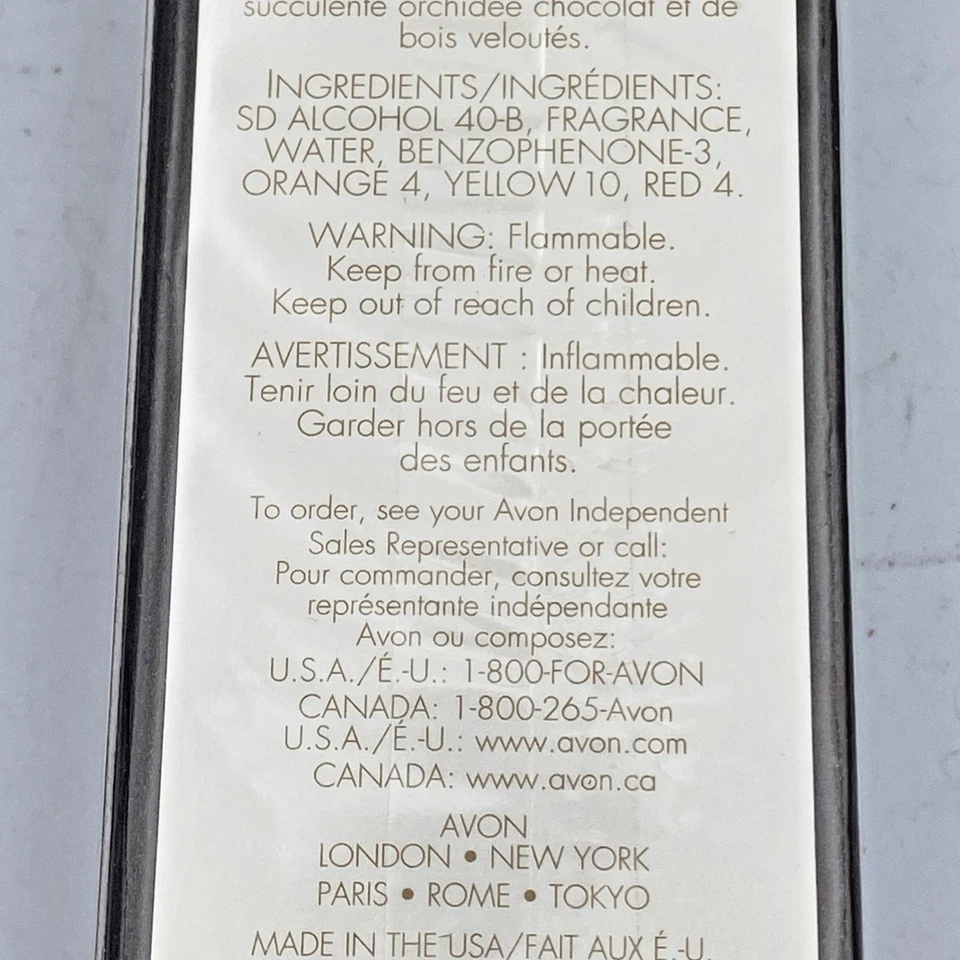 succulente orchidée chocolat et de
bois veloutés.
INGREDIENTS/INGRÉDIENTS:
SD ALCOHOL 40-B, FRAGRANCE,
WATER, BENZOPHENONE-3,
ORANGE 4, YELLOW 10, RED 4.
WARNING: Flammable.
Keep from fire or heat.
Keep out of reach of children.
AVERTISSEMENT : Inflammable.
Tenir loin du feu et de la chaleur.
Garder hors de la portée
des enfants.
To order, see your Avon Independent
Sales Representative or call:
Pour commander, consultez votre
représentante indépendante
Avon ou composez:
U.S.A./É.-U.: 1-800-FOR-AVON
CANADA: 1-800-265-Avon
U.S.A./É.-U.: www.avon.com
CANADA: www.avon.ca
AVON
LONDON • NEW YORK
PARIS • ROME • TOKYO
MADE IN THE USA/FAIT AUX É.-U.